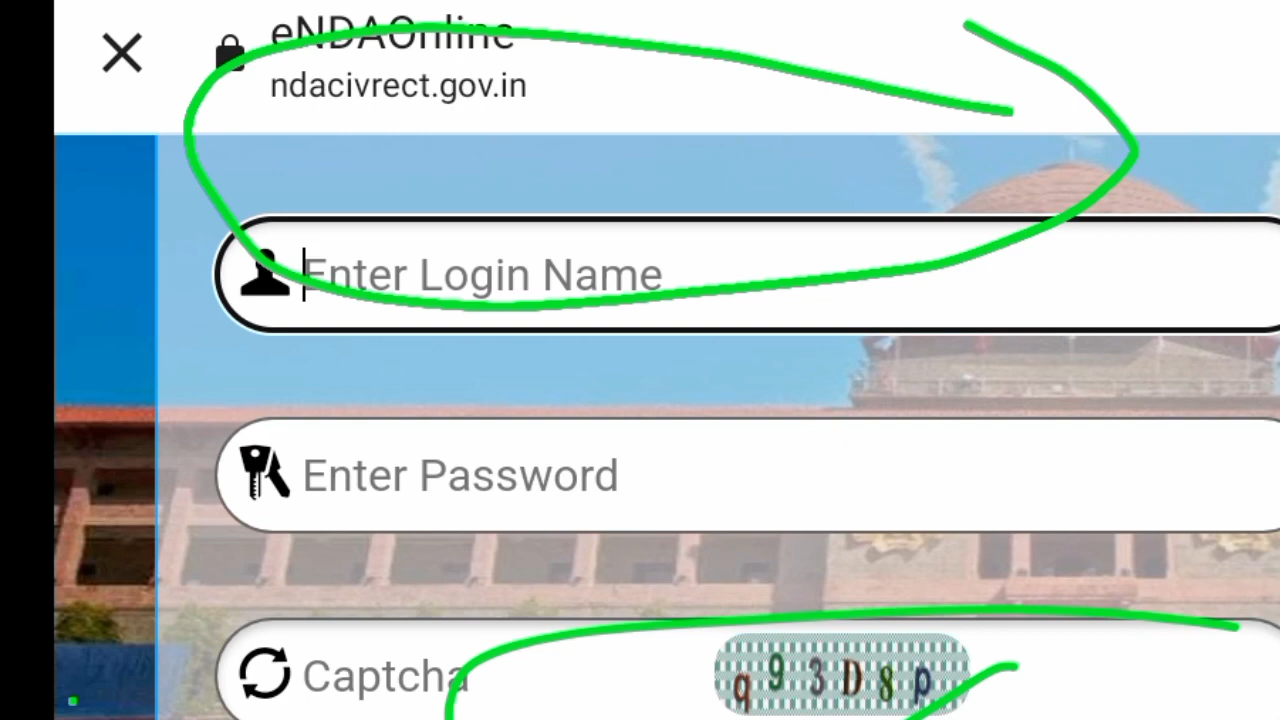 eNDAOnline
ndacivrect.gov.in
Enter Login Name
Enter Password
Captcha
q93D8p